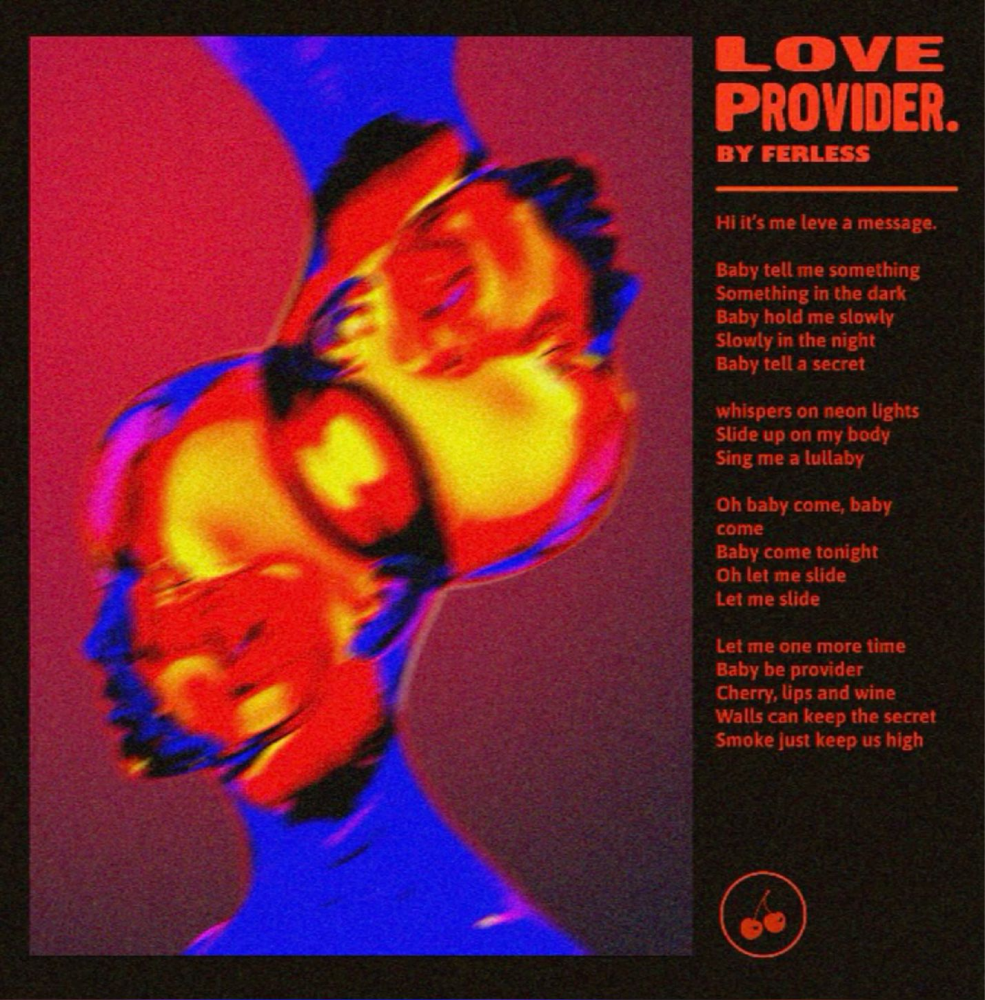 LOVE
PROVIDER.
BY FERLESS
Hi it's me leve a message.
Baby tell me something
Something in the dark
Baby hold me slowly
Slowly in the night
Baby tell a secret
whispers on neon lights
Slide up on my body
Sing me a lullaby
Oh baby come, baby
come
Baby come tonight
Oh let me slide
Let me slide
Let me one more time
Baby be provider
Cherry, lips and wine
Walls can keep the secret
Smoke just keep us high